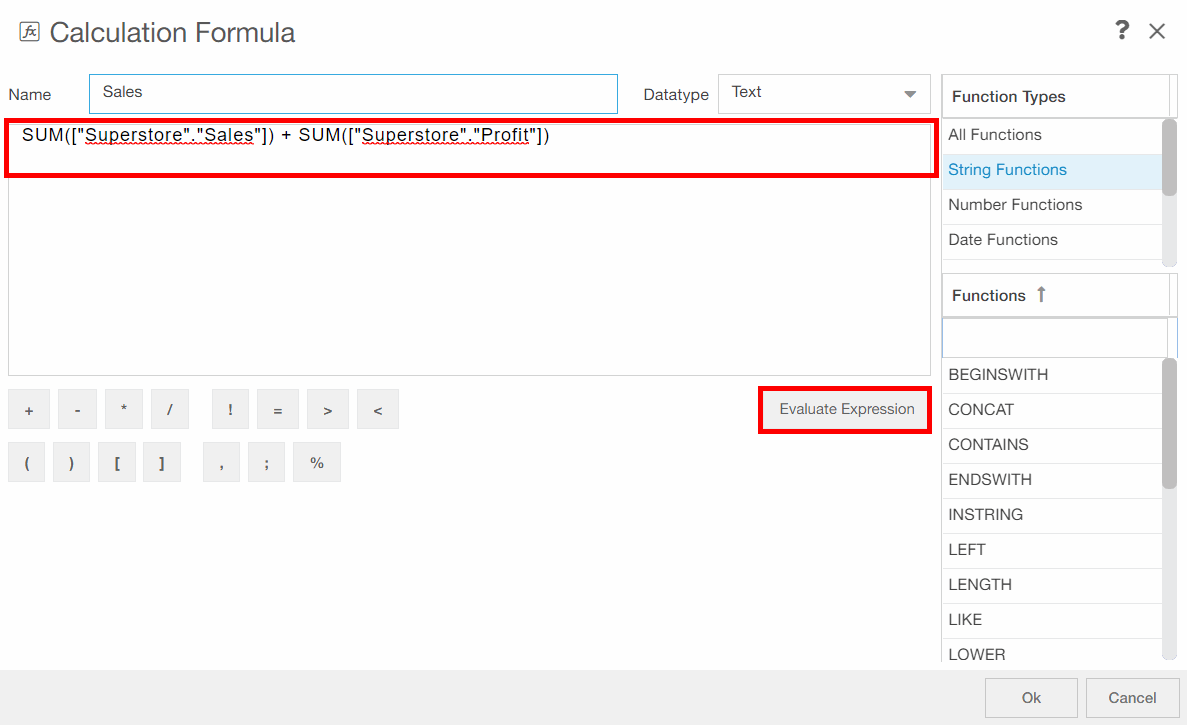 fx Calculation Formula
?
Name Sales Datatype Text
SUM(["Superstore"."Sales"]) + SUM(["Superstore"."Profit"])
Function Types
All Functions
String Functions
Number Functions
Date Functions
Functions ↑
BEGINSWITH
CONCAT
CONTAINS
ENDSWITH
INSTRING
LEFT
LENGTH
LIKE
LOWER
+ - * / ! = > <
Evaluate Expression
( ) [ ] , ; %
Ok Cancel